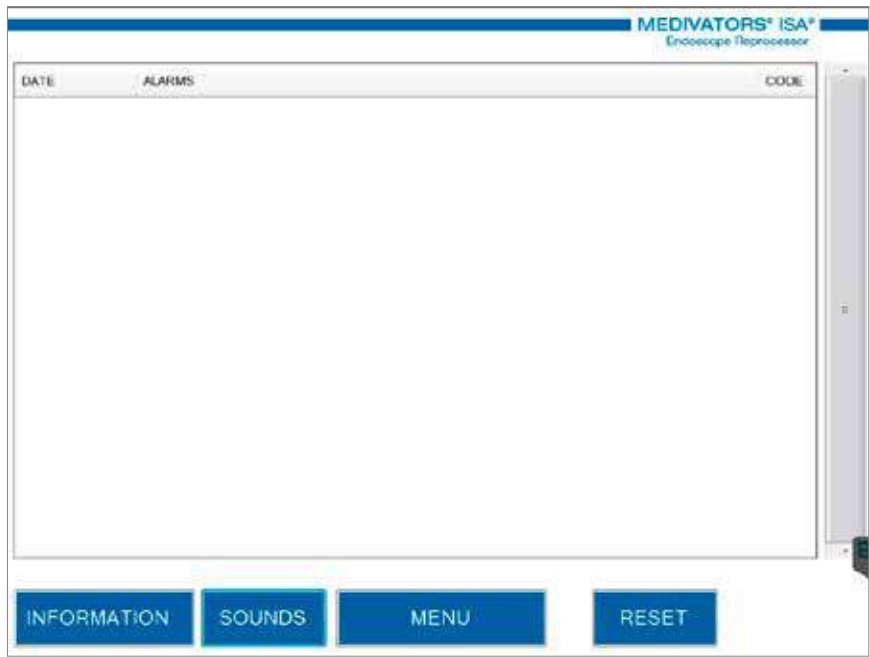 MEDIVATORS® ISA®
Endoscope Reprocessor
DATE ALARMS CODE
INFORMATION SOUNDS MENU RESET